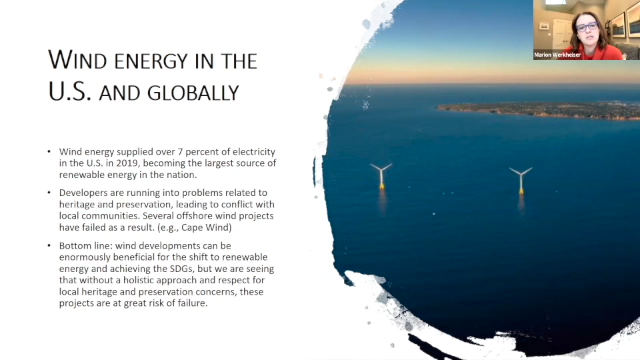 WIND ENERGY IN THE
U.S. AND GLOBALLY
Marion Werkheiser
• Wind energy supplied over 7 percent of electricity
in the U.S. in 2019, becoming the largest source of
renewable energy in the nation.
• Developers are running into problems related to
heritage and preservation, leading to conflict with
local communities. Several offshore wind projects
have failed as a result. (e.g., Cape Wind)
• Bottom line: wind developments can be
enormously beneficial for the shift to renewable
energy and achieving the SDGs, but we are seeing
that without a holistic approach and respect for
local heritage and preservation concerns, these
projects are at great risk of failure.